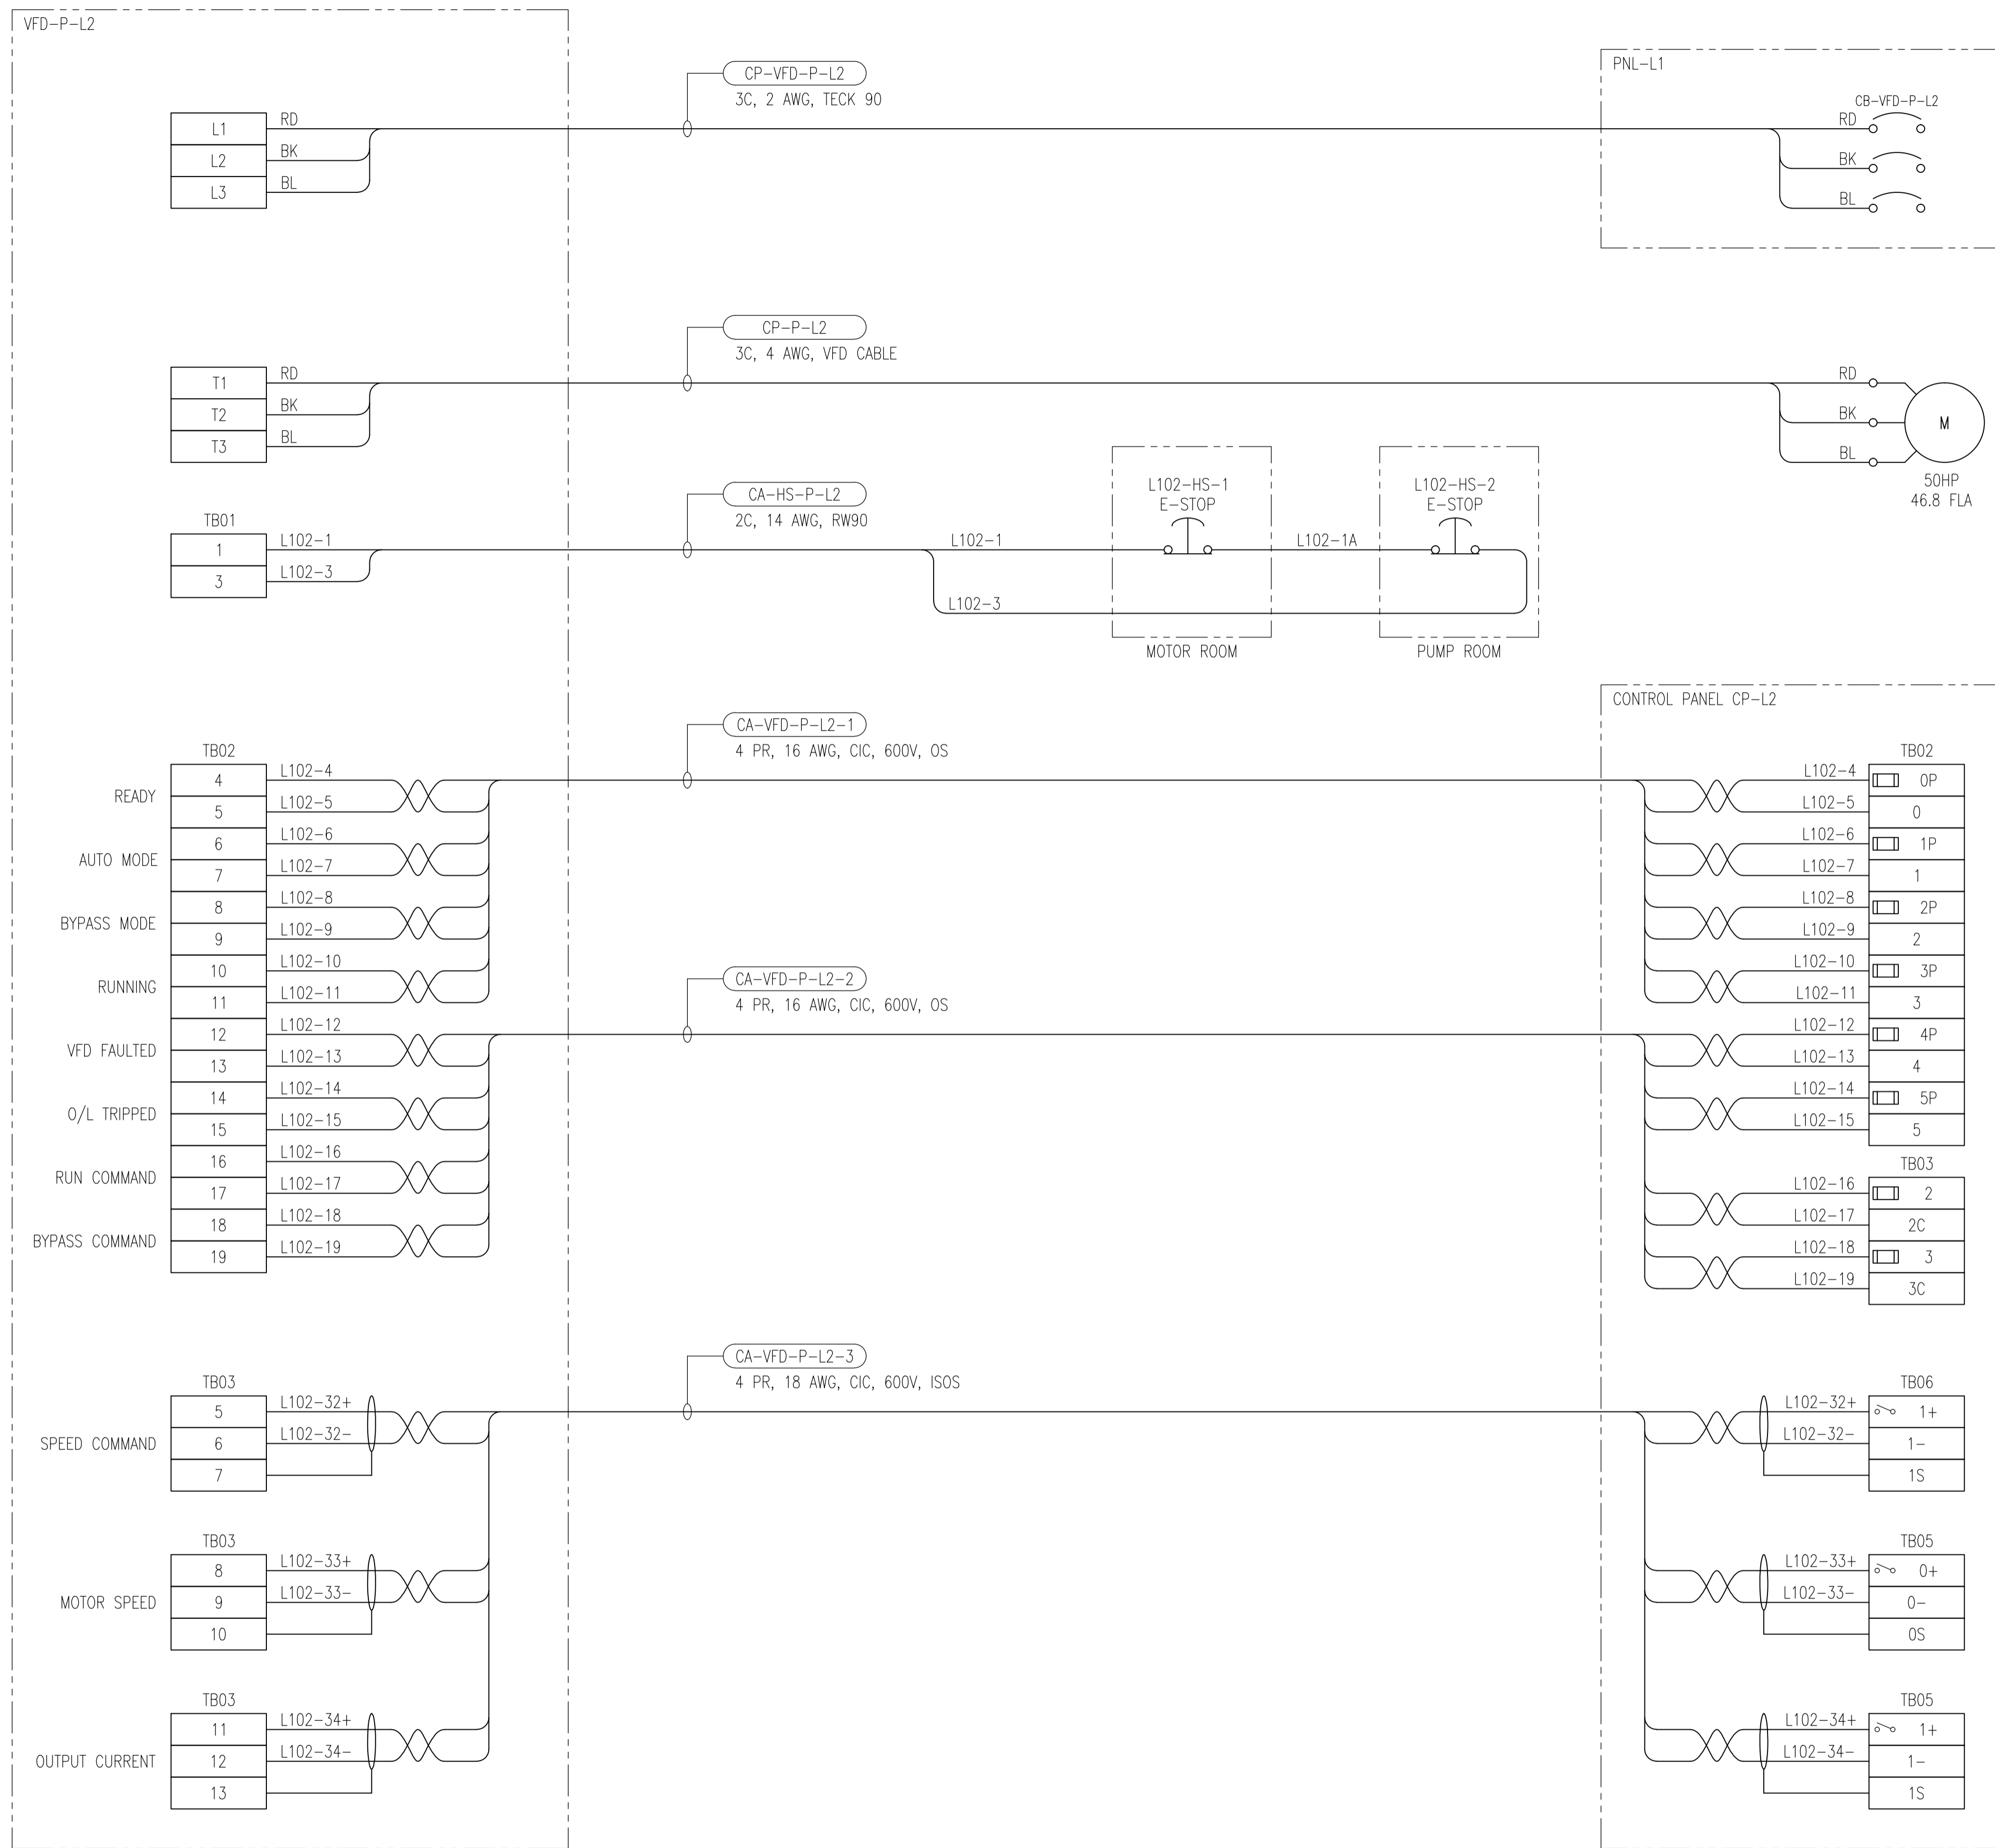 VFD-P-L2
CP-VFD-P-L2
3C, 2 AWG, TECK 90
PNL-L1
CB-VFD-P-L2
L1 RD RD
L2 BK BK
L3 BL BL
CP-P-L2
3C, 4 AWG, VFD CABLE
T1 RD RD
T2 BK BK
T3 BL BL
M
50HP
46.8 FLA
CA-HS-P-L2
2C, 14 AWG, RW90
L102-HS-1
E-STOP
L102-HS-2
E-STOP
TB01
1 L102-1 L102-1 L102-1A
3 L102-3 L102-3
MOTOR ROOM
PUMP ROOM
CONTROL PANEL CP-L2
CA-VFD-P-L2-1
4 PR, 16 AWG, CIC, 600V, OS
TB02
TB02
READY
4 L102-4 L102-4 0P
5 L102-5 L102-5 0
AUTO MODE
6 L102-6 L102-6 1P
7 L102-7 L102-7 1
BYPASS MODE
8 L102-8 L102-8 2P
9 L102-9 L102-9 2
RUNNING
10 L102-10 L102-10 3P
11 L102-11 L102-11 3
CA-VFD-P-L2-2
4 PR, 16 AWG, CIC, 600V, OS
VFD FAULTED
12 L102-12 L102-12 4P
13 L102-13 L102-13 4
O/L TRIPPED
14 L102-14 L102-14 5P
15 L102-15 L102-15 5
TB03
RUN COMMAND
16 L102-16 L102-16 2
17 L102-17 L102-17 2C
BYPASS COMMAND
18 L102-18 L102-18 3
19 L102-19 L102-19 3C
CA-VFD-P-L2-3
4 PR, 18 AWG, CIC, 600V, ISOS
TB03
TB06
SPEED COMMAND
5 L102-32+ L102-32+ 1+
6 L102-32- L102-32- 1-
7 1S
TB03
TB05
MOTOR SPEED
8 L102-33+ L102-33+ 0+
9 L102-33- L102-33- 0-
10 0S
TB03
TB05
OUTPUT CURRENT
11 L102-34+ L102-34+ 1+
12 L102-34- L102-34- 1-
13 1S